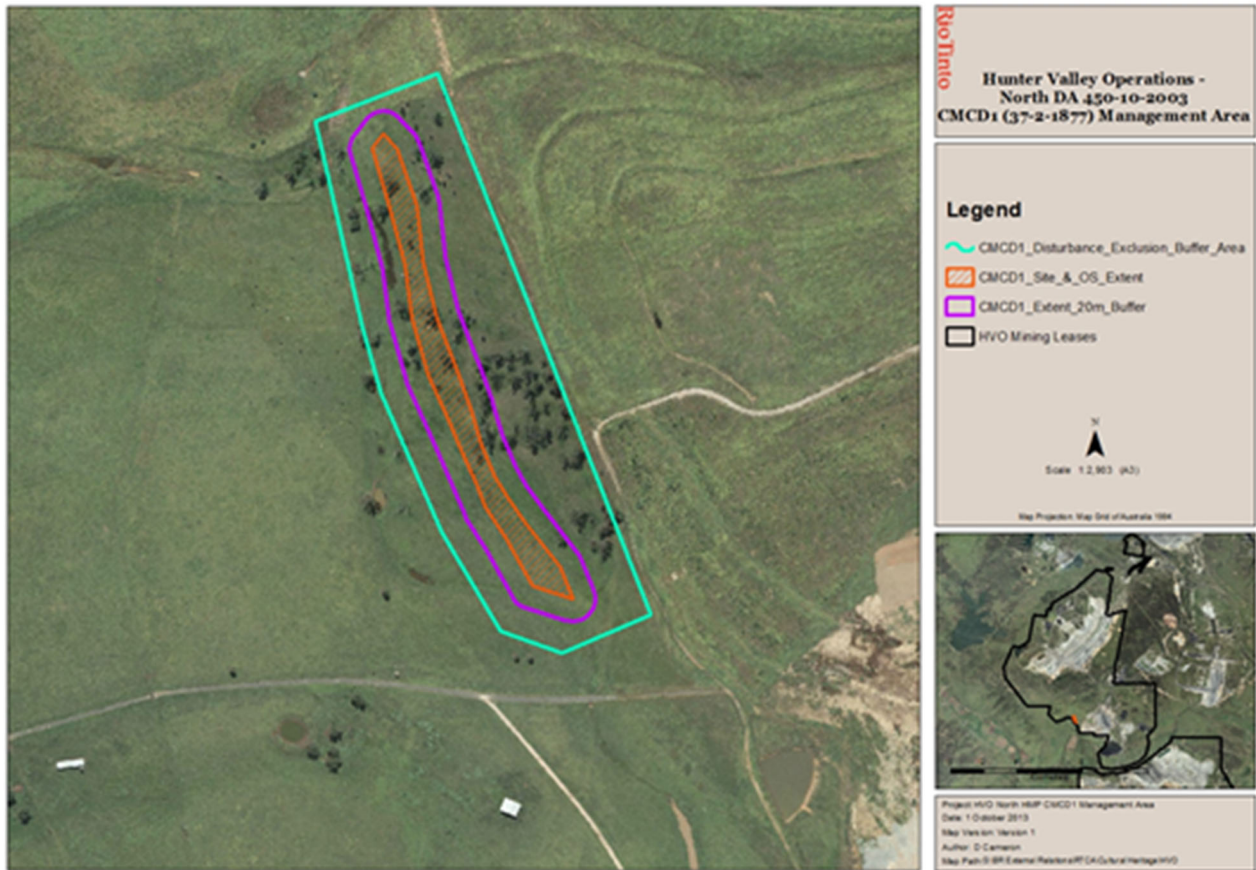 RioTinto
Hunter Valley Operations -
North DA 450-10-2003
CMCD1 (37-2-1877) Management Area
Legend
CMCD1_Disturbance_Exclusion_Buffer_Area
CMCD1_Site_&_OS_Extent
CMCD1_Extent_20m_Buffer
HVO Mining Leases
N
Scale 1:2,903 (A3)
Map Projection: Map Grid of Australia 1994
Project: HVO North HMP CMCD1 Management Area
Date: 1 October 2013
Map Version: Version 1
Author: D Cameron
Map Path: